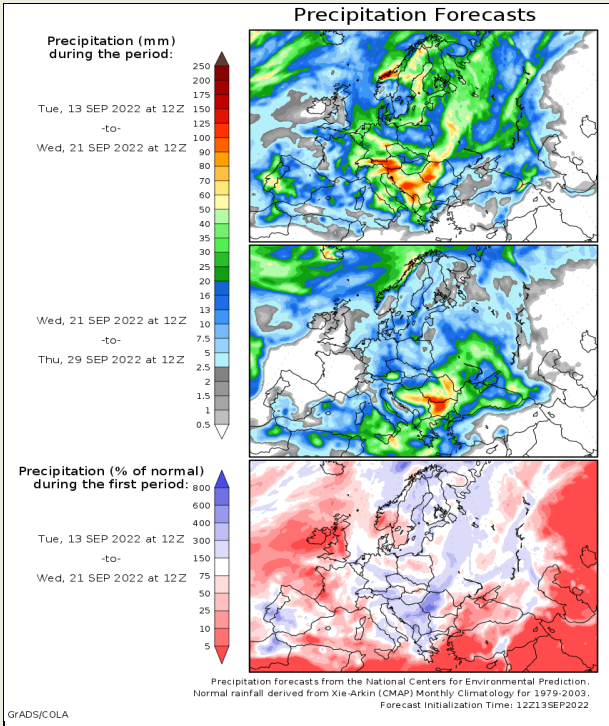 Precipitation Forecasts
Precipitation (mm)
during the period:
Tue, 13 SEP 2022 at 12Z
-to-
Wed, 21 SEP 2022 at 12Z
250
200
175
150
125
100
90
80
70
60
50
40
35
30
25
20
16
13
10
7.5
5
2.5
2
1.5
1
0.5
Wed, 21 SEP 2022 at 12Z
-to-
Thu, 29 SEP 2022 at 12Z
Precipitation (% of normal)
during the first period:
Tue, 13 SEP 2022 at 12Z
-to-
Wed, 21 SEP 2022 at 12Z
800
600
400
300
150
75
50
25
10
5
Precipitation forecasts from the National Centers for Environmental Prediction.
Normal rainfall derived from Xie-Arkin (CMAP) Monthly Climatology for 1979-2003.
Forecast Initialization Time: 12Z13SEP2022
GrADS/COLA